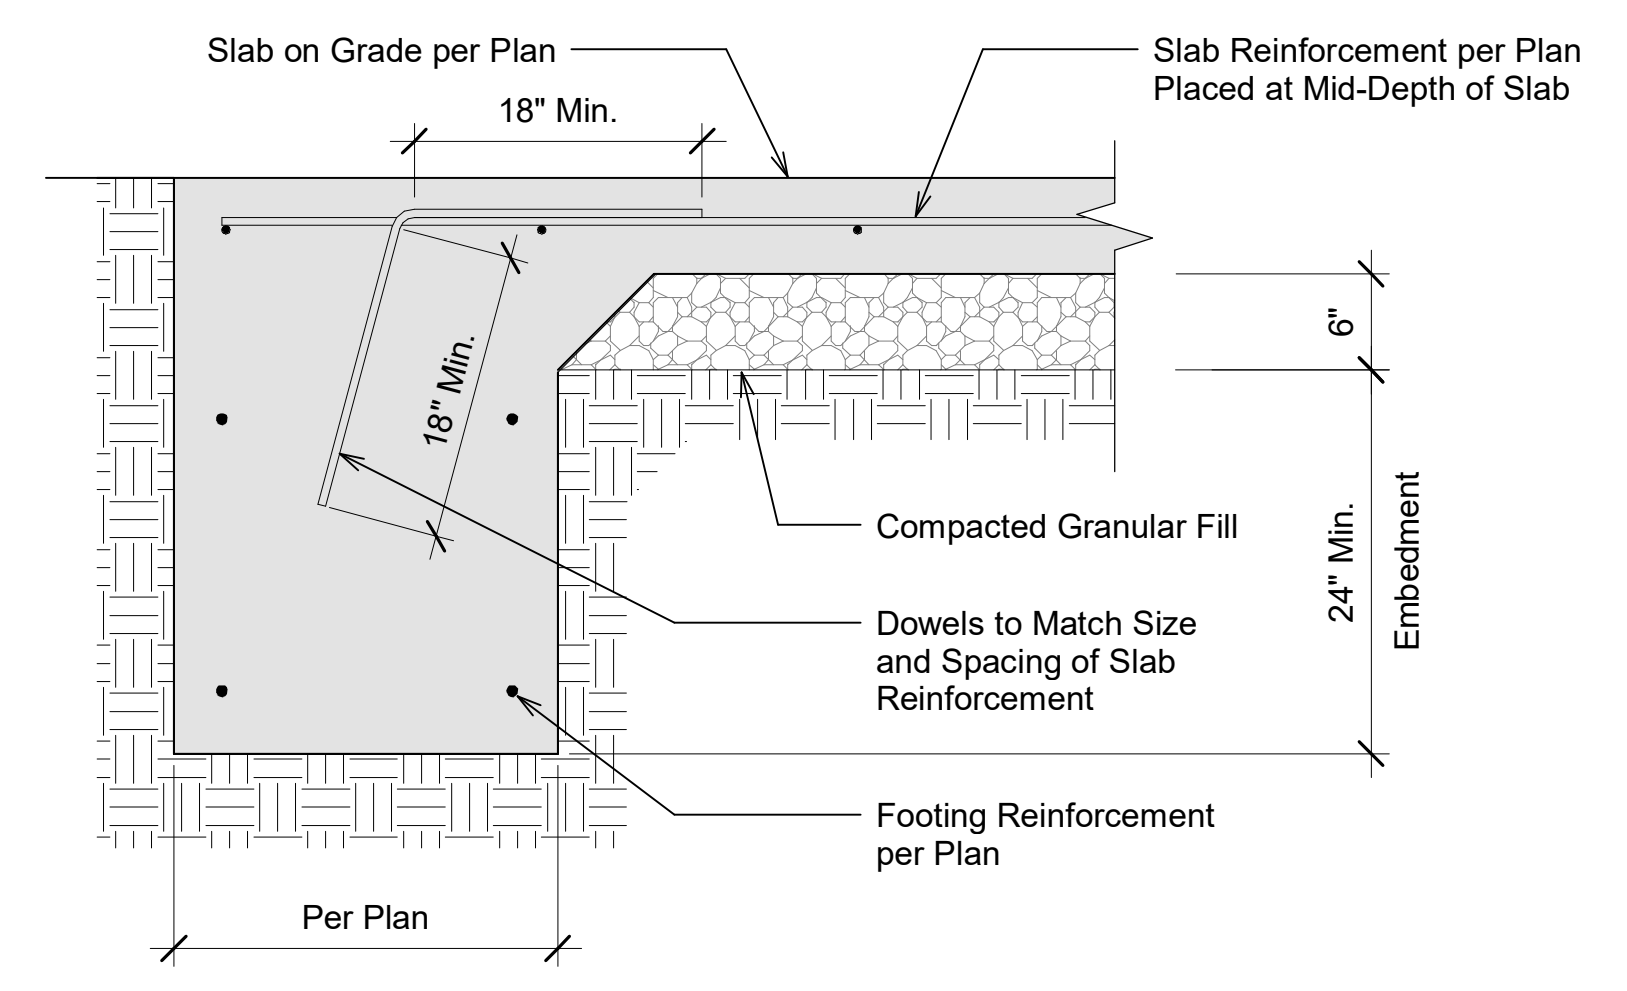 Slab on Grade per Plan
Slab Reinforcement per Plan
Placed at Mid-Depth of Slab
18" Min.
6"
18" Min.
Compacted Granular Fill
24" Min.
Embedment
Dowels to Match Size
and Spacing of Slab
Reinforcement
Footing Reinforcement
per Plan
Per Plan